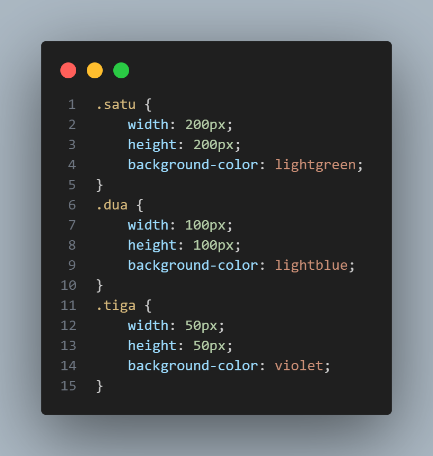 1 .satu {
2     width: 200px;
3     height: 200px;
4     background-color: lightgreen;
5 }
6 .dua {
7     width: 100px;
8     height: 100px;
9     background-color: lightblue;
10 }
11 .tiga {
12     width: 50px;
13     height: 50px;
14     background-color: violet;
15 }